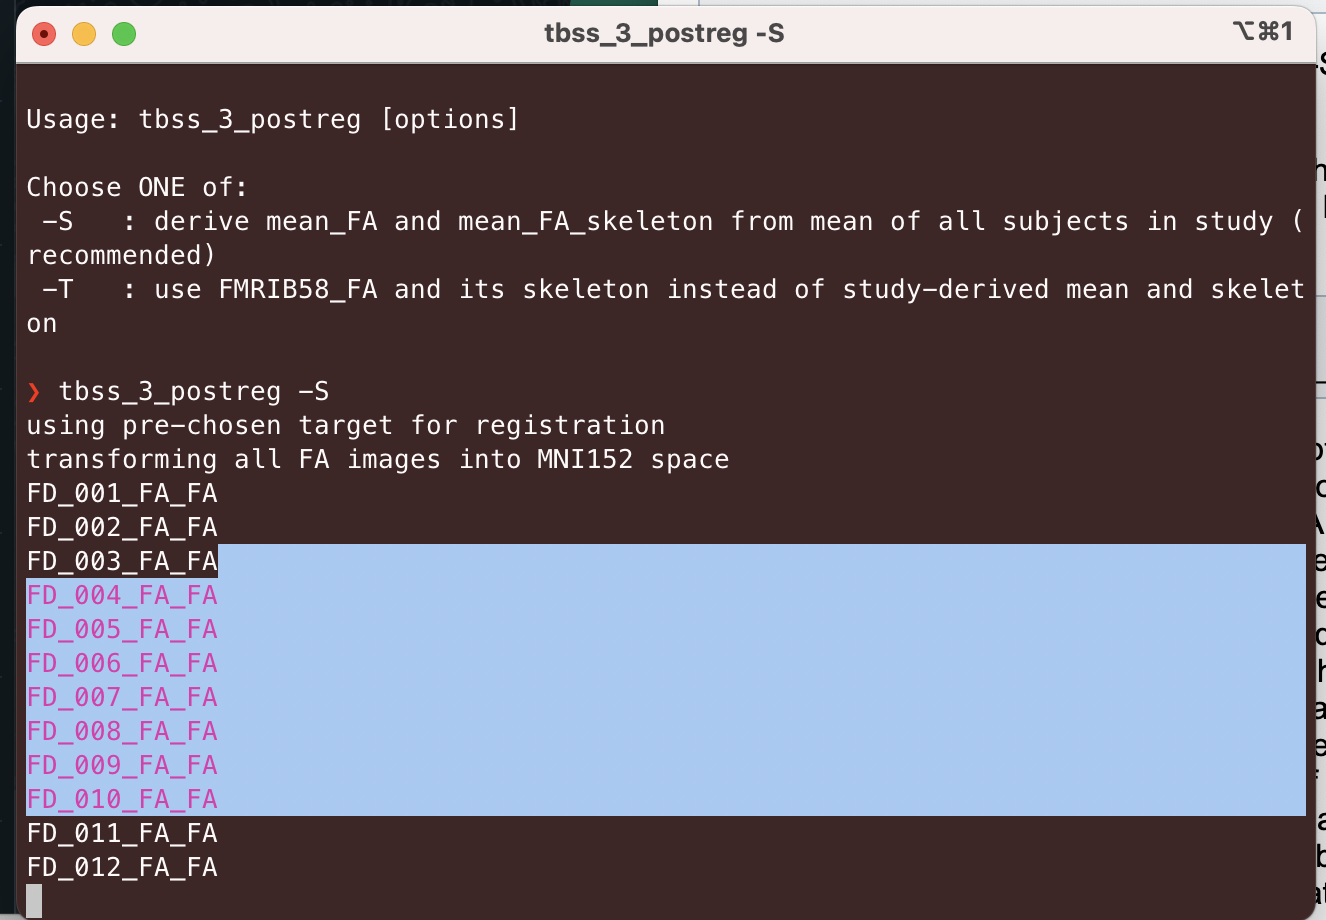 tbss_3_postreg -S
⌥⌘1
Usage: tbss_3_postreg [options]
Choose ONE of:
-S : derive mean_FA and mean_FA_skeleton from mean of all subjects in study (
recommended)
-T : use FMRIB58_FA and its skeleton instead of study-derived mean and skelet
on
❯ tbss_3_postreg -S
using pre-chosen target for registration
transforming all FA images into MNI152 space
FD_001_FA_FA
FD_002_FA_FA
FD_003_FA_FA
FD_004_FA_FA
FD_005_FA_FA
FD_006_FA_FA
FD_007_FA_FA
FD_008_FA_FA
FD_009_FA_FA
FD_010_FA_FA
FD_011_FA_FA
FD_012_FA_FA